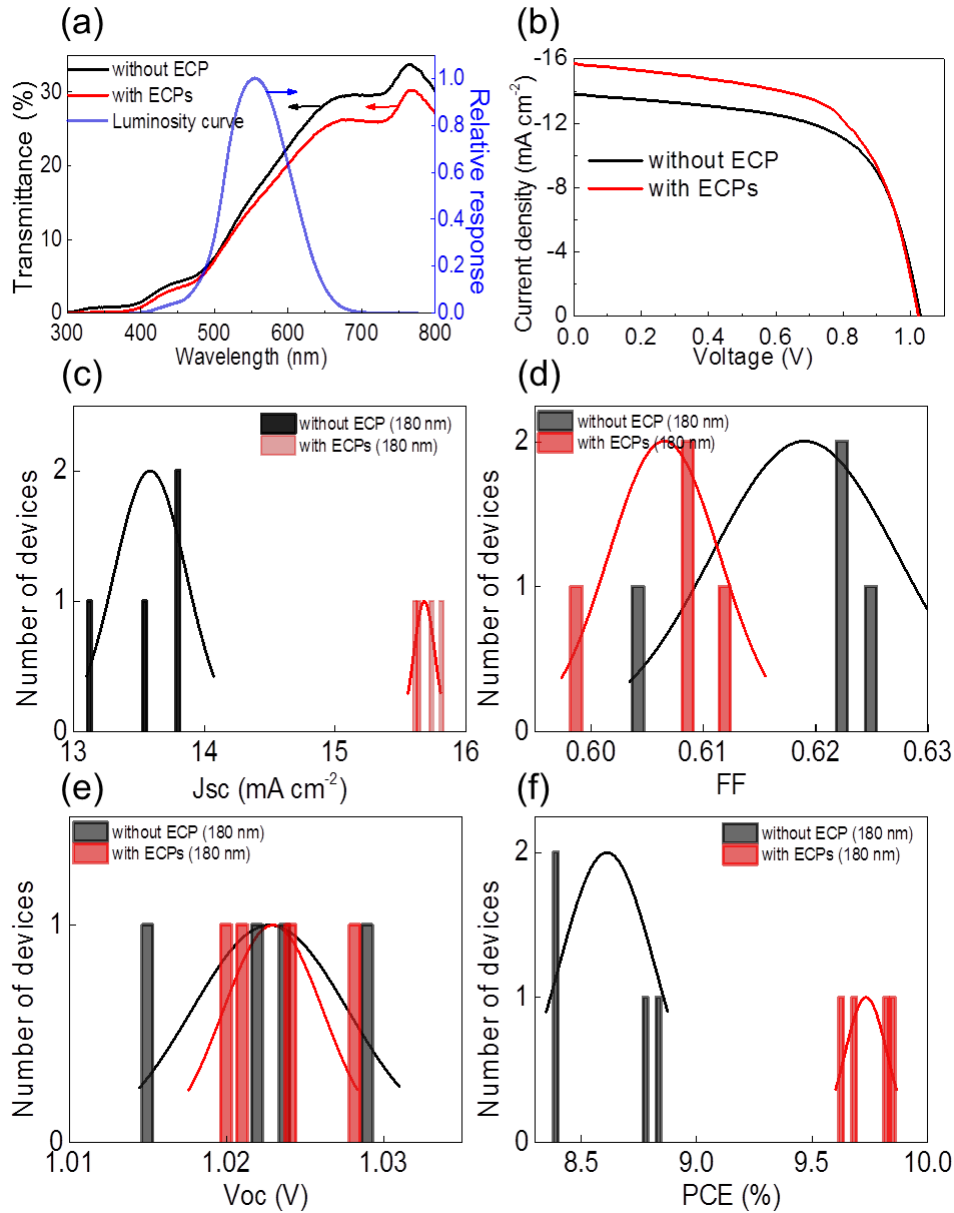 (a)
without ECP
with ECPs
Luminosity curve
Transmittance (%)
30
20
10
0
300 400 500 600 700 800
Wavelength (nm)
1.0
0.8
0.6
0.4
0.2
0.0
Relative response
(b)
Current density (mA cm-2)
-16
-12
-8
-4
0
without ECP
with ECPs
0.0 0.2 0.4 0.6 0.8 1.0
Voltage (V)
(c)
without ECP (180 nm)
with ECPs (180 nm)
Number of devices
2
1
0
13 14 15 16
Jsc (mA cm-2)
(d)
without ECP (180 nm)
with ECPs (180 nm)
Number of devices
2
1
0
0.60 0.61 0.62 0.63
FF
(e)
without ECP (180 nm)
with ECPs (180 nm)
Number of devices
1
0
1.01 1.02 1.03
Voc (V)
(f)
without ECP (180 nm)
with ECPs (180 nm)
Number of devices
2
1
0
8.5 9.0 9.5 10.0
PCE (%)